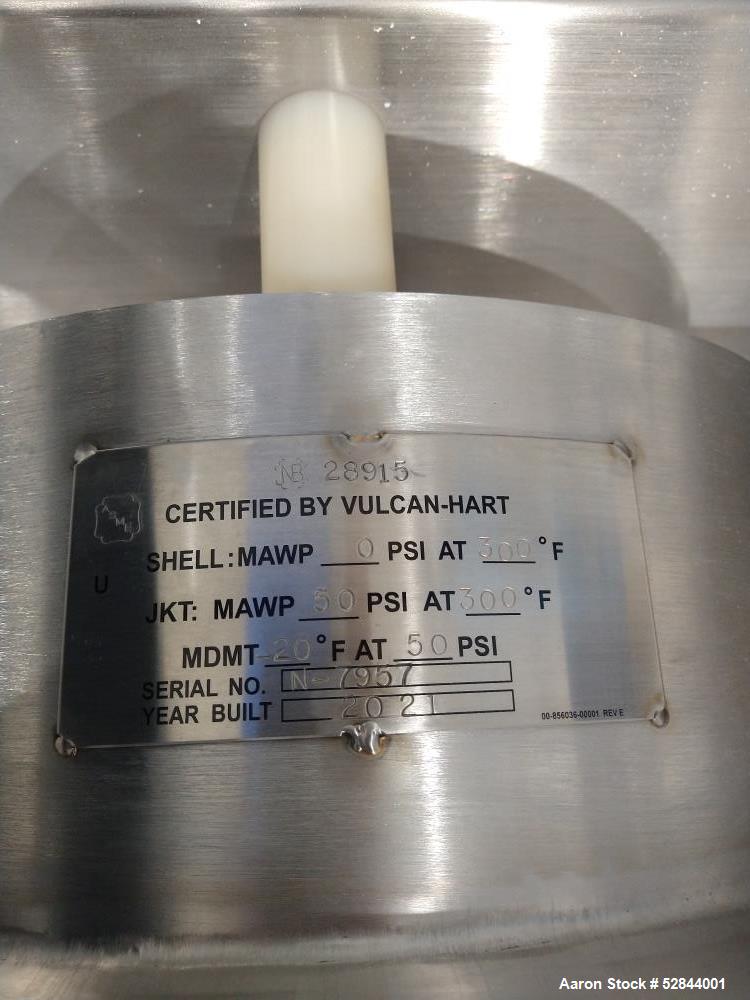 NB 28915
ASME
CERTIFIED BY VULCAN-HART
SHELL: MAWP 0 PSI AT 300°F
U
JKT: MAWP 50 PSI AT 300°F
MDMT -20°F AT 50 PSI
SERIAL NO. N-7957
YEAR BUILT 2021
00-856036-00001 REV E
Aaron Stock # 52844001